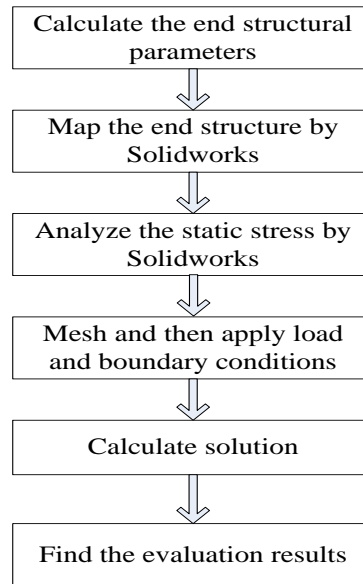 Calculate the end structural
parameters
Map the end structure by
Solidworks
Analyze the static stress by
Solidworks
Mesh and then apply load
and boundary conditions
Calculate solution
Find the evaluation results